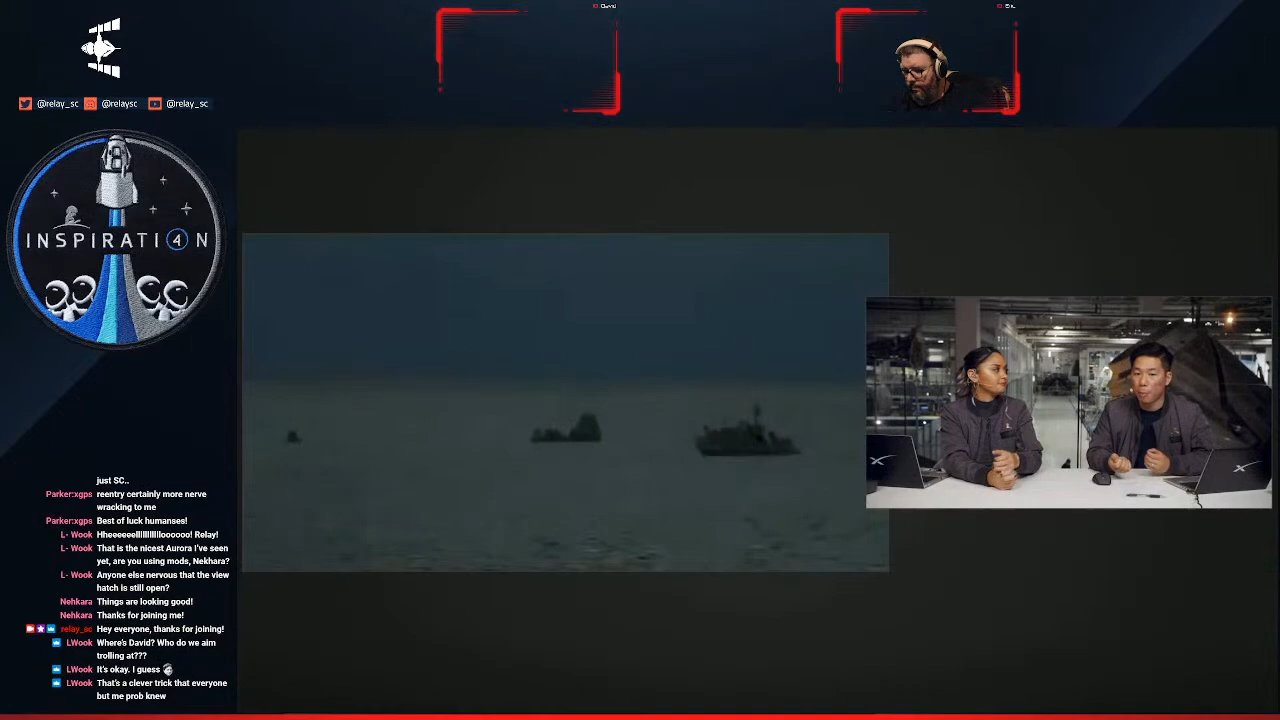 David
@relay_sc @relaysc @relay_sc
INSPIRATI4N
just SC..
Parker:xgps reentry certainly more nerve
wracking to me
Parker:xgps Best of luck humanses!
L- Wook That is the nicest Aurora I've seen
yet, are you using mods, Nekhara?
L- Wook Anyone else nervous that the view
hatch is still open?
Nehkara Things are looking good!
Nehkara Thanks for joining me!
relay_sc Hey everyone, thanks for joining!
LWook Where's David? Who do we aim
trolling at???
LWook It's okay. I guess
LWook That's a clever trick that everyone
but me prob knew
X
X